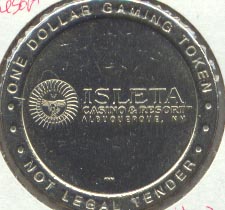 ONE DOLLAR GAMING TOKEN
ISLETA
CASINO & RESORT
ALBUQUERQUE, NM
NOT LEGAL TENDER